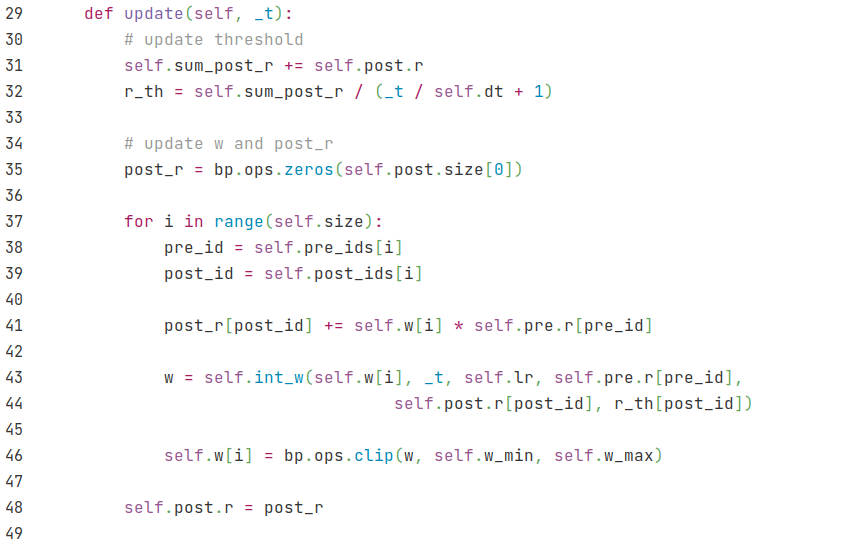 29      def update(self, _t):
30          # update threshold
31          self.sum_post_r += self.post.r
32          r_th = self.sum_post_r / (_t / self.dt + 1)
33
34          # update w and post_r
35          post_r = bp.ops.zeros(self.post.size[0])
36
37          for i in range(self.size):
38              pre_id = self.pre_ids[i]
39              post_id = self.post_ids[i]
40
41              post_r[post_id] += self.w[i] * self.pre.r[pre_id]
42
43              w = self.int_w(self.w[i], _t, self.lr, self.pre.r[pre_id],
44                                     self.post.r[post_id], r_th[post_id])
45
46              self.w[i] = bp.ops.clip(w, self.w_min, self.w_max)
47
48          self.post.r = post_r
49